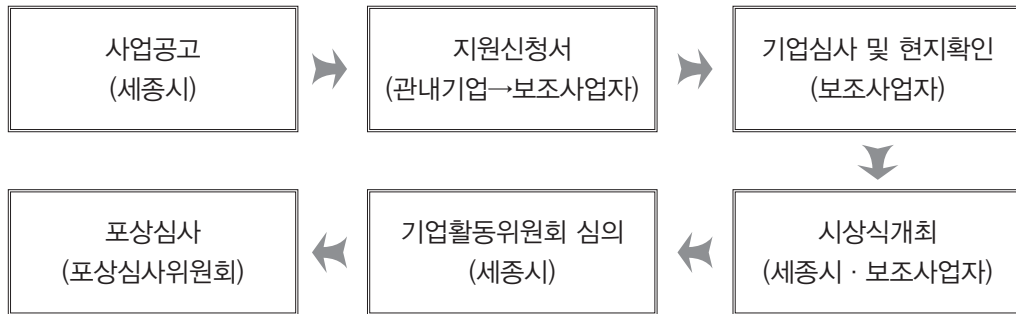 사업공고
(세종시)
지원신청서
(관내기업→보조사업자)
기업심사 및 현지확인
(보조사업자)
시상식개최
(세종시 · 보조사업자)
기업활동위원회 심의
(세종시)
포상심사
(포상심사위원회)